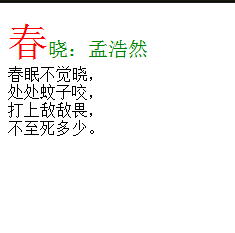 春晓：孟浩然
春眠不觉晓，
处处蚊子咬，
打上敌敌畏，
不至死多少。